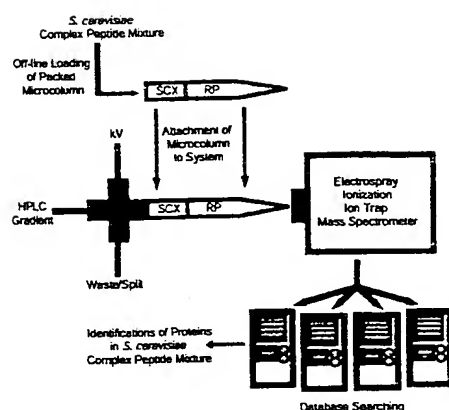 S. cerevisiae
Complex Peptide Mixture
Off-line Loading
of Packed
Microcolumn
SCX RP
kV
Attachment of
Microcolumn
to System
HPLC
Gradient
SCX RP
Electrospray
Ionization
Ion Trap
Mass Spectrometer
Waste/Split
Identifications of Proteins
in S. cerevisiae
Complex Peptide Mixture
Database Searching